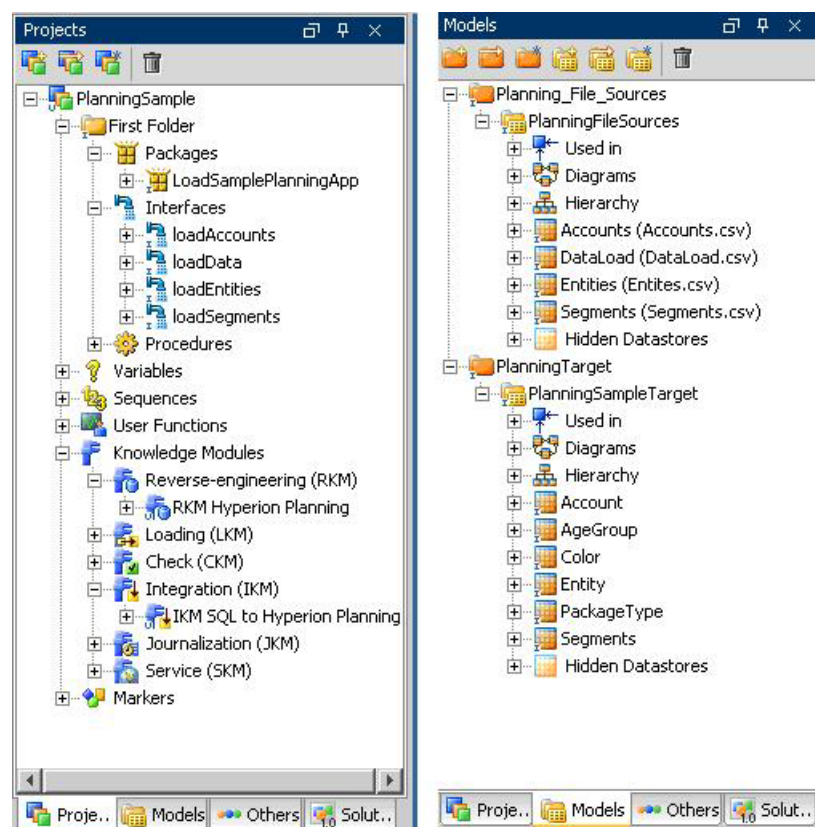 Projects
PlanningSample
First Folder
Packages
LoadSamplePlanningApp
Interfaces
loadAccounts
loadData
loadEntities
loadSegments
Procedures
Variables
Sequences
User Functions
Knowledge Modules
Reverse-engineering (RKM)
RKM Hyperion Planning
Loading (LKM)
Check (CKM)
Integration (IKM)
IKM SQL to Hyperion Planning
Journalization (JKM)
Service (SKM)
Markers
Proje..
Models
Others
1.0
Solut..
Models
Planning_File_Sources
PlanningFileSources
Used in
Diagrams
Hierarchy
Accounts (Accounts.csv)
DataLoad (DataLoad.csv)
Entities (Entites.csv)
Segments (Segments.csv)
Hidden Datastores
PlanningTarget
PlanningSampleTarget
Used in
Diagrams
Hierarchy
Account
AgeGroup
Color
Entity
PackageType
Segments
Hidden Datastores
Proje..
Models
Others
1.0
Solut..